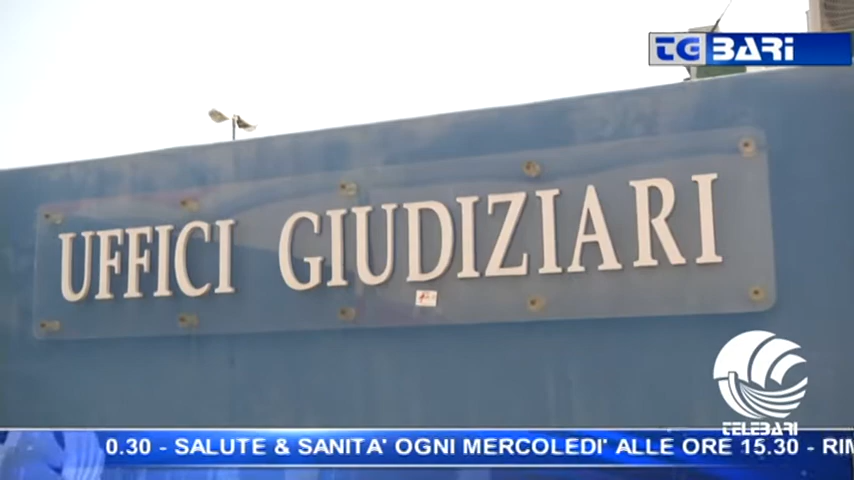 TG BARI
UFFICI GIUDIZIARI
TELEBARI
0.30 - SALUTE & SANITA' OGNI MERCOLEDI' ALLE ORE 15.30 - RIM